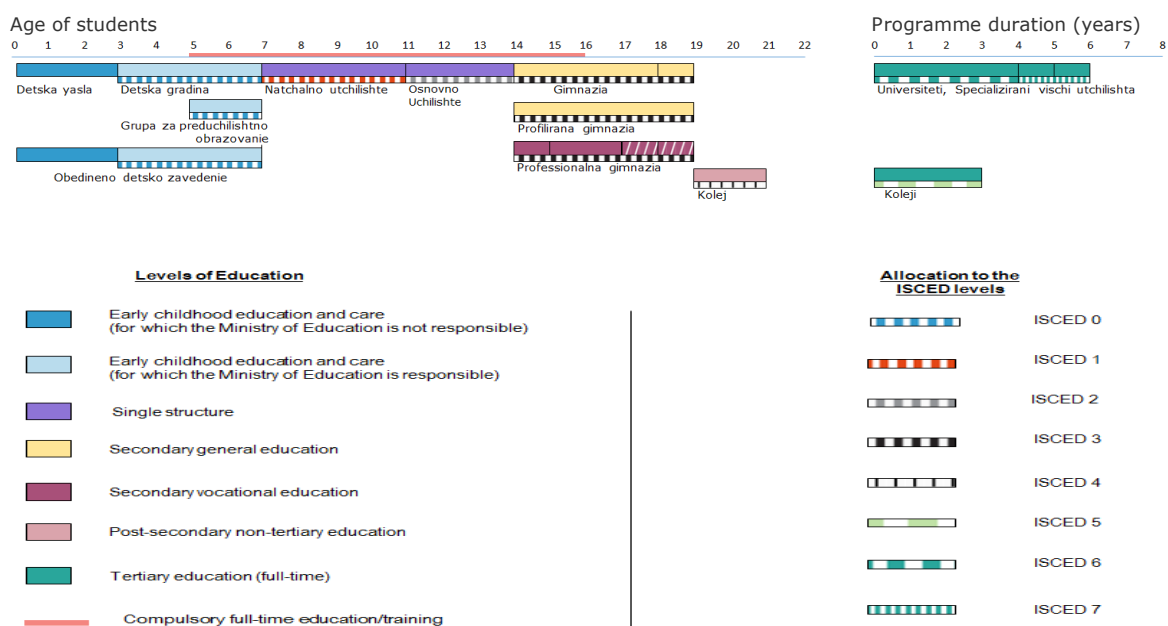 Age of students
Programme duration (years)
0 1 2 3 4 5 6 7 8 9 10 11 12 13 14 15 16 17 18 19 20 21 22
0 1 2 3 4 5 6 7 8
Detska yasla
Detska gradina
Natchalno utchilishte
Osnovno
Uchilishte
Gimnazia
Universiteti, Specializirani vischi utchilishta
Grupa za preduchilishtno
obrazovanie
Profilirana gimnazia
Obedineno detsko zavedenie
Professionalna gimnazia
Kolej
Koleji
Levels of Education
Early childhood education and care
(for which the Ministry of Education is not responsible)
Early childhood education and care
(for which the Ministry of Education is responsible)
Single structure
Secondary general education
Secondary vocational education
Post-secondary non-tertiary education
Tertiary education (full-time)
Compulsory full-time education/training
Allocation to the
ISCED levels
ISCED 0
ISCED 1
ISCED 2
ISCED 3
ISCED 4
ISCED 5
ISCED 6
ISCED 7